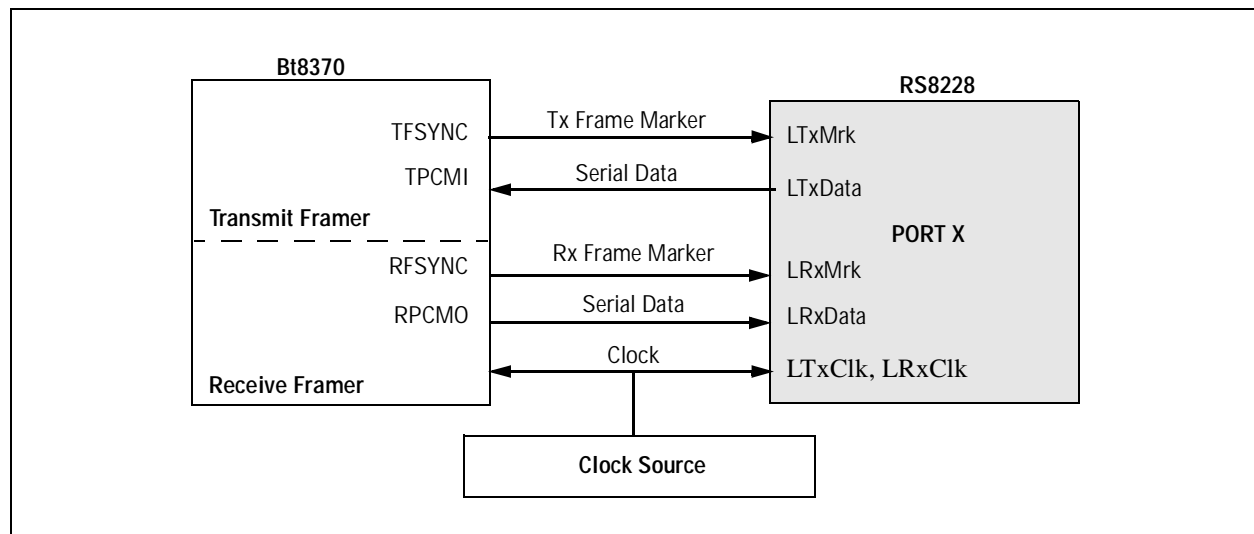 Bt8370
RS8228
TFSYNC
Tx Frame Marker
LTxMrk
TPCMI
Serial Data
LTxData
Transmit Framer
PORT X
RFSYNC
Rx Frame Marker
LRxMrk
RPCMO
Serial Data
LRxData
Clock
LTxClk, LRxClk
Receive Framer
Clock Source